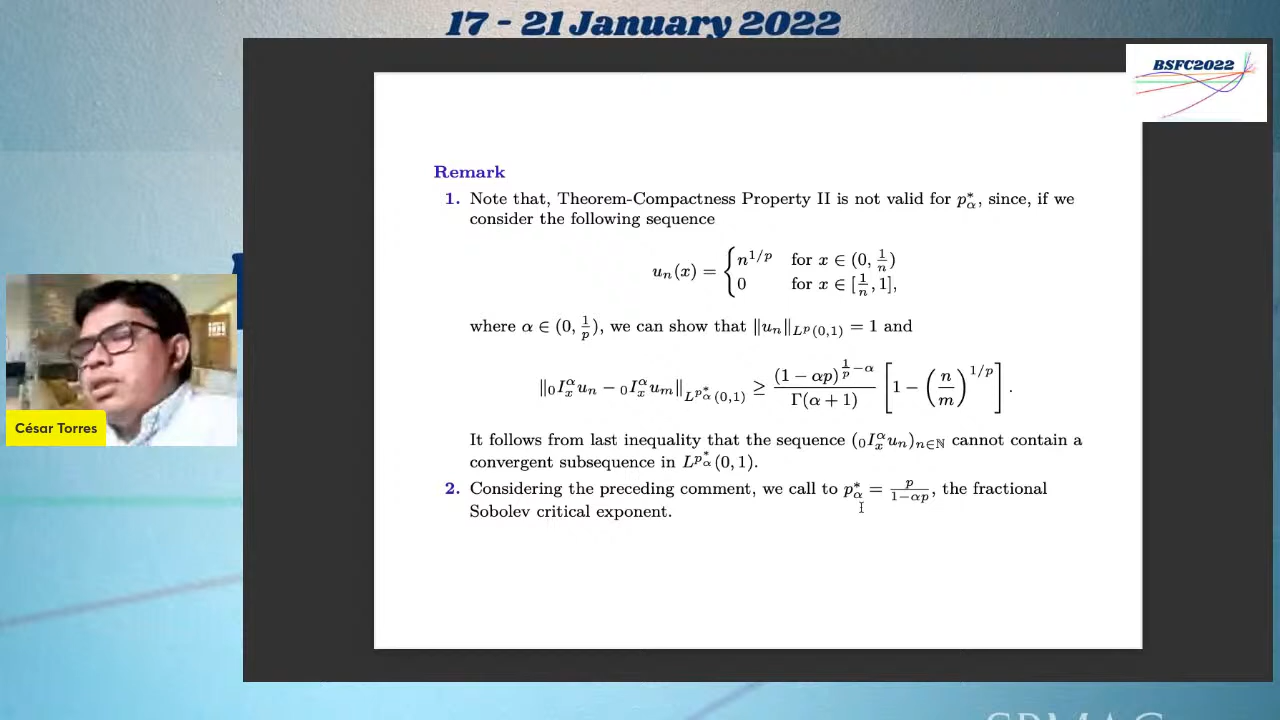 17 - 21 January 2022
BSFC2022
Remark
1. Note that, Theorem-Compactness Property II is not valid for p*_α, since, if we
consider the following sequence
u_n(x) = { n^{1/p} for x ∈ (0, 1/n)
0 for x ∈ [1/n, 1],
where α ∈ (0, 1/p), we can show that ‖u_n‖_{L^p(0,1)} = 1 and
‖₀I_x^α u_n − ₀I_x^α u_m‖_{L^{p*_α}(0,1)} ≥ (1 − αp)^{1/p − α} / Γ(α + 1) [1 − (n/m)^{1/p}].
It follows from last inequality that the sequence (₀I_x^α u_n)_{n∈ℕ} cannot contain a
convergent subsequence in L^{p*_α}(0, 1).
2. Considering the preceding comment, we call to p*_α = p/(1−αp), the fractional
Sobolev critical exponent.
César Torres